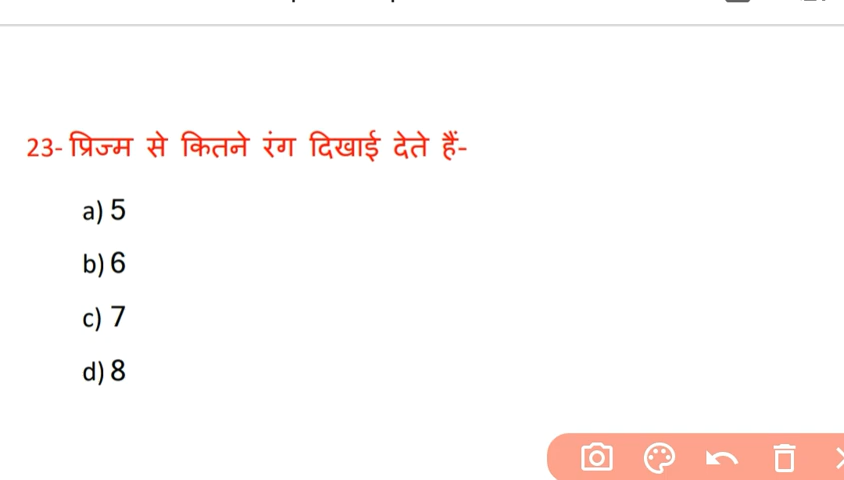 23- प्रिज्म से कितने रंग दिखाई देते हैं-
a) 5
b) 6
c) 7
d) 8